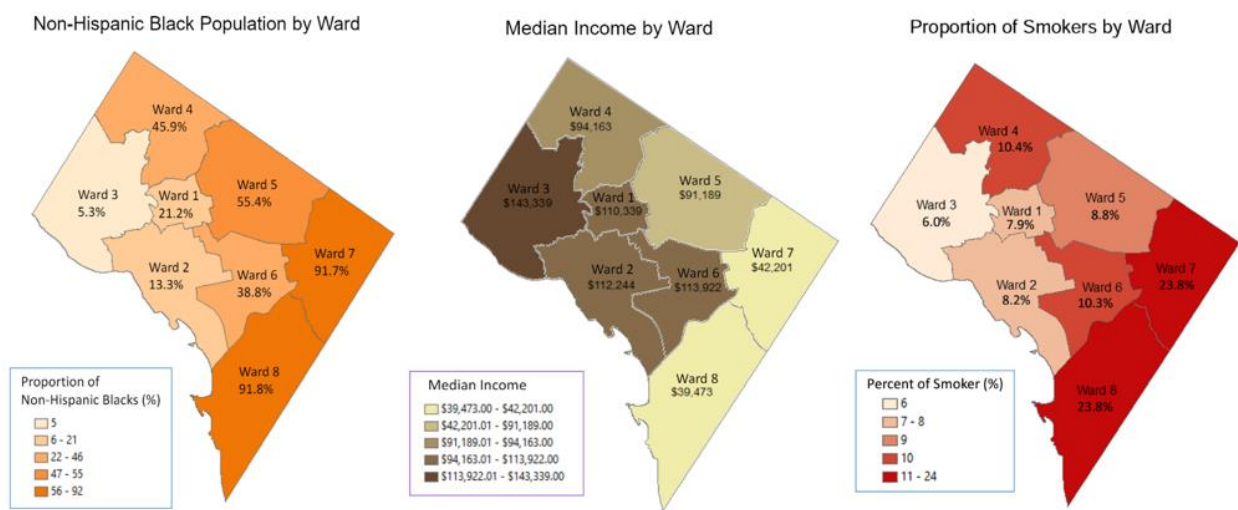 Non-Hispanic Black Population by Ward
Ward 4
45.9%
Ward 3
5.3%
Ward 1
21.2%
Ward 5
55.4%
Ward 2
13.3%
Ward 6
38.8%
Ward 7
91.7%
Ward 8
91.8%
Proportion of
Non-Hispanic Blacks (%)
5
6 - 21
22 - 46
47 - 55
56 - 92
Median Income by Ward
Ward 4
$94,163
Ward 3
$143,339
Ward 1
$110,339
Ward 5
$91,189
Ward 2
$112,244
Ward 6
$113,922
Ward 7
$42,201
Ward 8
$39,473
Median Income
$39,473.00 - $42,201.00
$42,201.01 - $91,189.00
$91,189.01 - $94,163.00
$94,163.01 - $113,922.00
$113,922.01 - $143,339.00
Proportion of Smokers by Ward
Ward 4
10.4%
Ward 3
6.0%
Ward 1
7.9%
Ward 5
8.8%
Ward 2
8.2%
Ward 6
10.3%
Ward 7
23.8%
Ward 8
23.8%
Percent of Smoker (%)
6
7 - 8
9
10
11 - 24